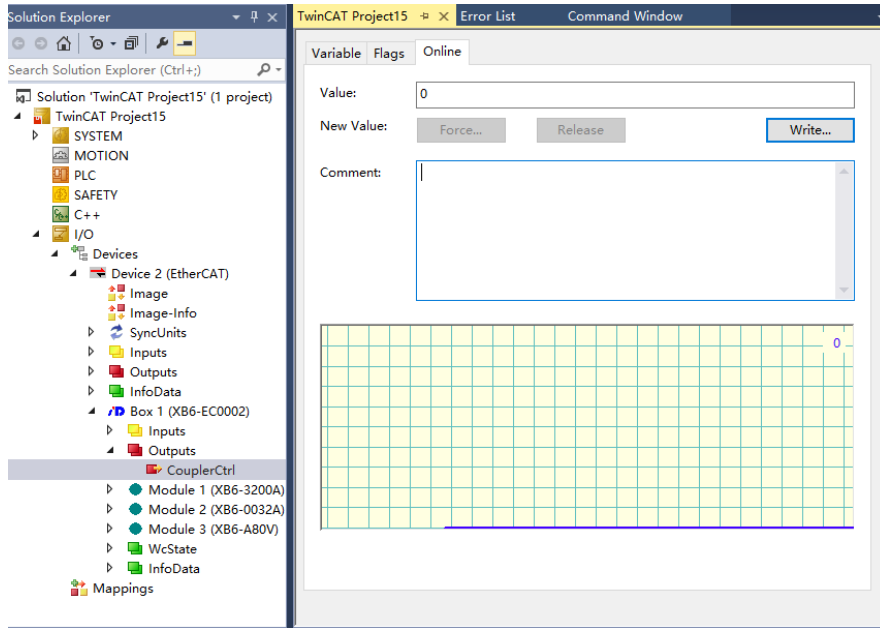 Solution Explorer
Search Solution Explorer (Ctrl+;)
Solution 'TwinCAT Project15' (1 project)
TwinCAT Project15
SYSTEM
MOTION
PLC
SAFETY
C++
I/O
Devices
Device 2 (EtherCAT)
Image
Image-Info
SyncUnits
Inputs
Outputs
InfoData
Box 1 (XB6-EC0002)
Inputs
Outputs
CouplerCtrl
Module 1 (XB6-3200A)
Module 2 (XB6-0032A)
Module 3 (XB6-A80V)
WcState
InfoData
Mappings
TwinCAT Project15 Error List Command Window
Variable Flags Online
Value: 0
New Value: Force... Release Write...
Comment:
0